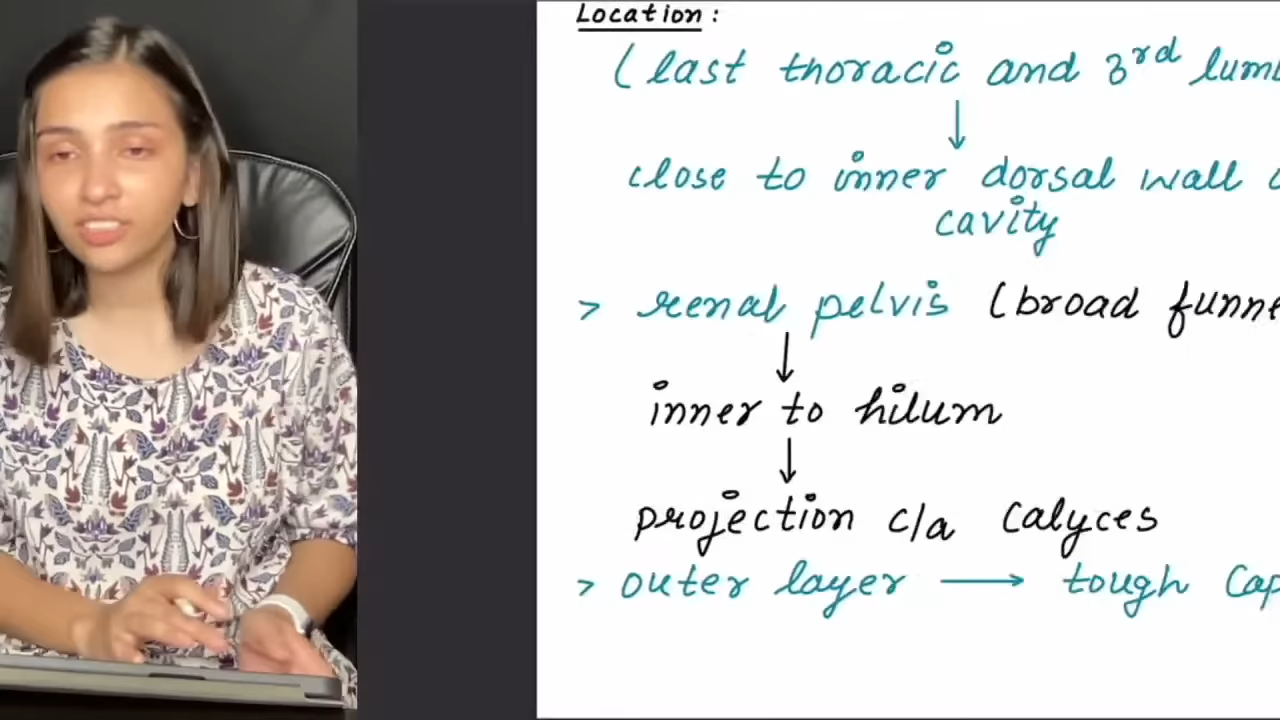 Location :
(last thoracic and 3rd
↓
close to inner dorsal wall
cavity
> renal pelvis (broad
↓
inner to hilum
↓
projection c/a calyces
> outer layer → tough